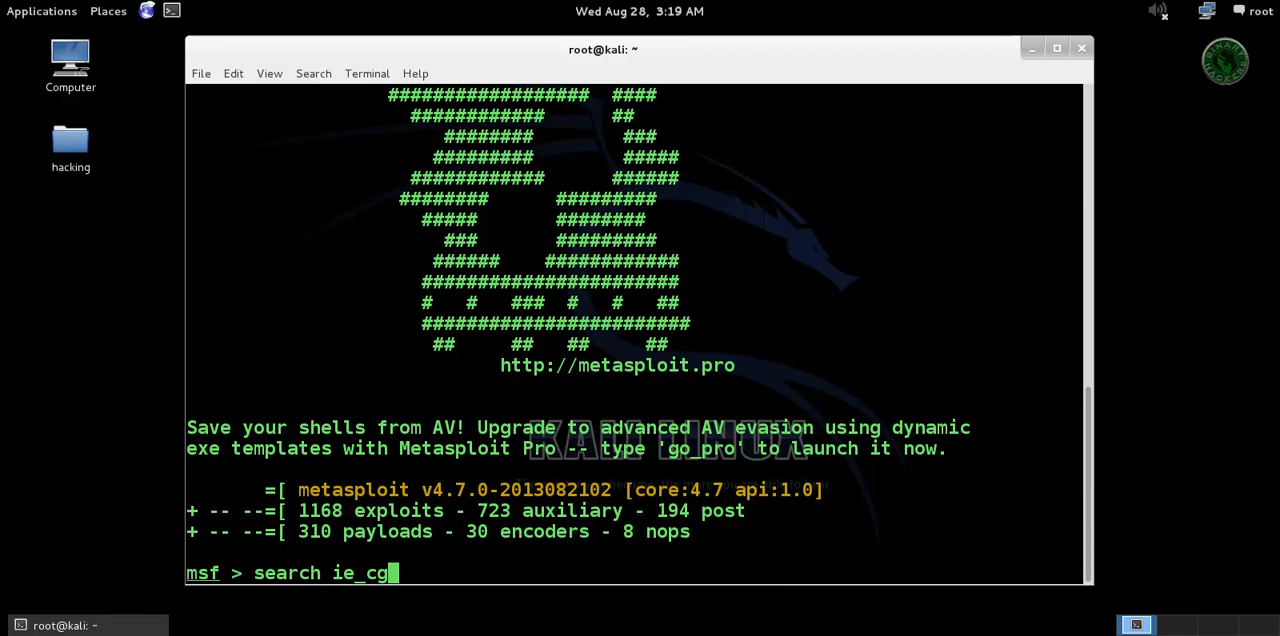 Applications Places Wed Aug 28, 3:19 AM root
root@kali: ~
File Edit View Search Terminal Help
Computer
hacking
################# ####
############ ##
######## ###
######### #####
############ ######
######## #########
##### ########
### #########
###### ############
#######################
# # ### # # ##
########################
## ## ## ##
http://metasploit.pro
Save your shells from AV! Upgrade to advanced AV evasion using dynamic
exe templates with Metasploit Pro -- type 'go_pro' to launch it now.
KALI LINUX
=[ metasploit v4.7.0-2013082102 [core:4.7 api:1.0]
+ -- --=[ 1168 exploits - 723 auxiliary - 194 post
+ -- --=[ 310 payloads - 30 encoders - 8 nops
msf > search ie_cg
root@kali: ~